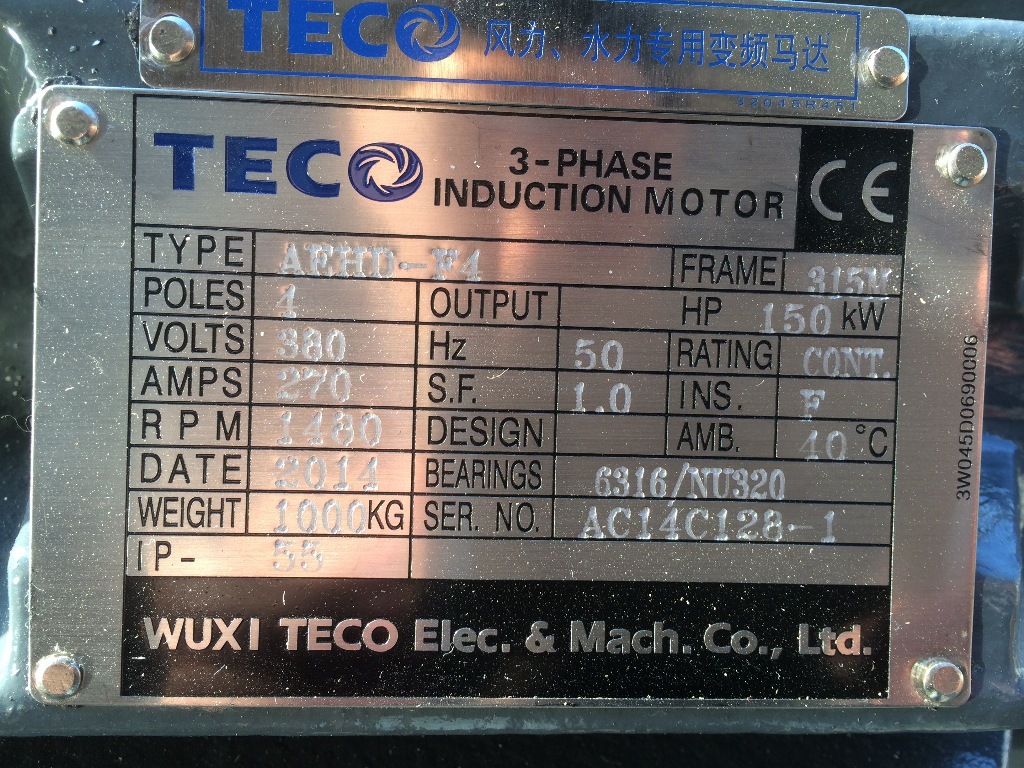 TECO 风力、水力专用变频马达
3-PHASE
TECO INDUCTION MOTOR CE
TYPE AEHD-F4 FRAME 315M
POLES 4 OUTPUT HP 150 kW
VOLTS 380 Hz 50 RATING CONT.
AMPS 270 S.F. 1.0 INS. F
RPM 1480 DESIGN AMB. 40 °C
DATE 2014 BEARINGS 6316/NU320
WEIGHT 1000KG SER. NO. AC14C128-1
IP- 55
WUXI TECO Elec. & Mach. Co., Ltd.
3W045D0690006